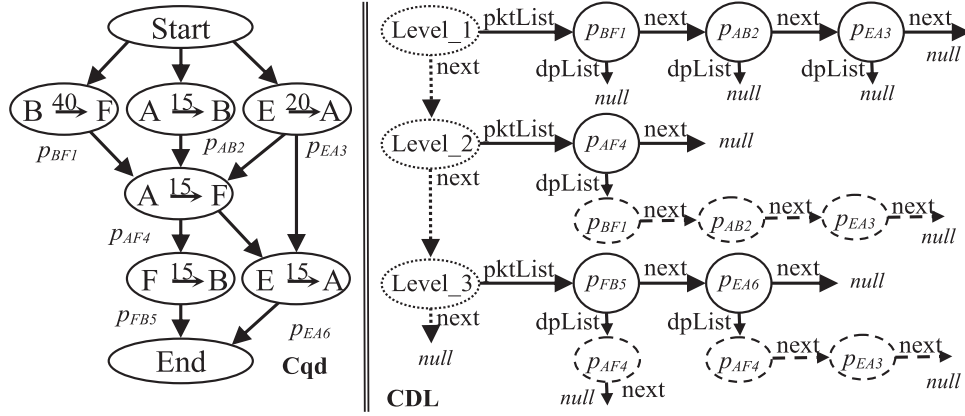 Start
B 40 F
A 15 B
E 20 A
p_BF1
p_AB2
p_EA3
A 15 F
p_AF4
F 15 B
E 15 A
p_FB5
p_EA6
End
Cqd
Level_1
pktList
p_BF1
next
p_AB2
next
p_EA3
next
null
next
dpList
null
dpList
null
dpList
null
Level_2
pktList
p_AF4
next
null
next
dpList
p_BF1
next
p_AB2
next
p_EA3
next
null
Level_3
pktList
p_FB5
next
p_EA6
next
null
next
null
dpList
dpList
p_AF4
next
null
p_AF4
next
p_EA3
next
null
CDL